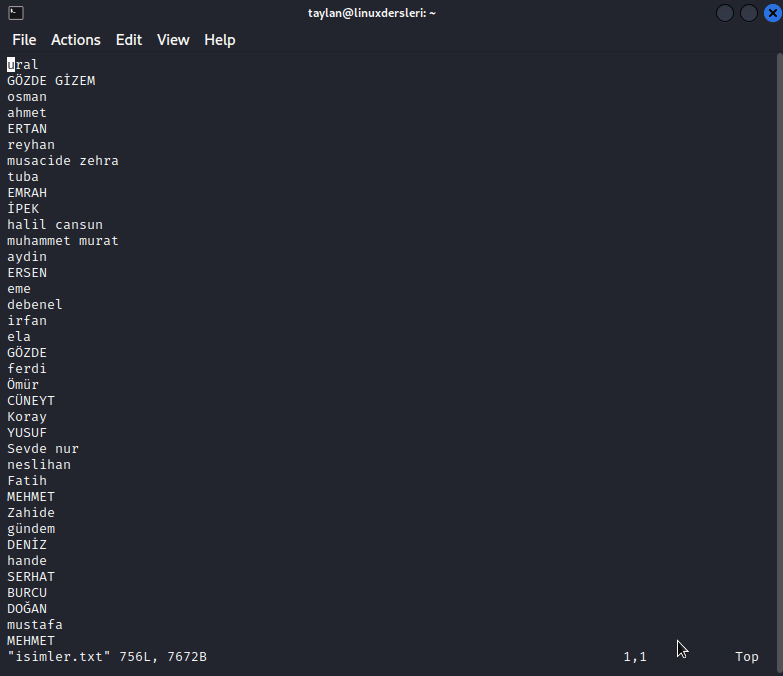 taylan@linuxdersleri: ~
File Actions Edit View Help
ural
GÖZDE GİZEM
osman
ahmet
ERTAN
reyhan
musacide zehra
tuba
EMRAH
İPEK
halil cansun
muhammet murat
aydin
ERSEN
eme
debenel
irfan
ela
GÖZDE
ferdi
Ömür
CÜNEYT
Koray
YUSUF
Sevde nur
neslihan
Fatih
MEHMET
Zahide
gündem
DENİZ
hande
SERHAT
BURCU
DOĞAN
mustafa
MEHMET
"isimler.txt" 756L, 7672B 1,1 Top